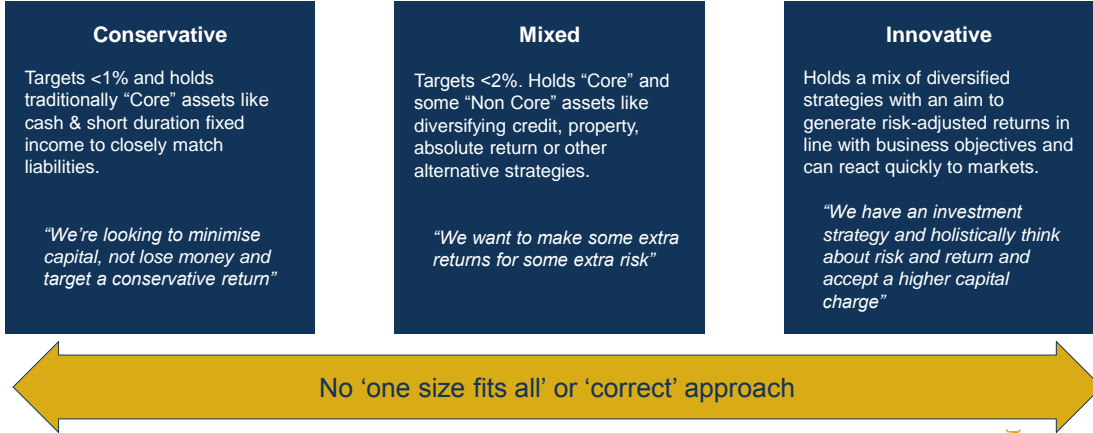 Conservative
Targets <1% and holds
traditionally “Core” assets like
cash & short duration fixed
income to closely match
liabilities.
“We’re looking to minimise
capital, not lose money and
target a conservative return”
Mixed
Targets <2%. Holds “Core” and
some “Non Core” assets like
diversifying credit, property,
absolute return or other
alternative strategies.
“We want to make some extra
returns for some extra risk”
Innovative
Holds a mix of diversified
strategies with an aim to
generate risk-adjusted returns in
line with business objectives and
can react quickly to markets.
“We have an investment
strategy and holistically think
about risk and return and
accept a higher capital
charge”
No ‘one size fits all’ or ‘correct’ approach